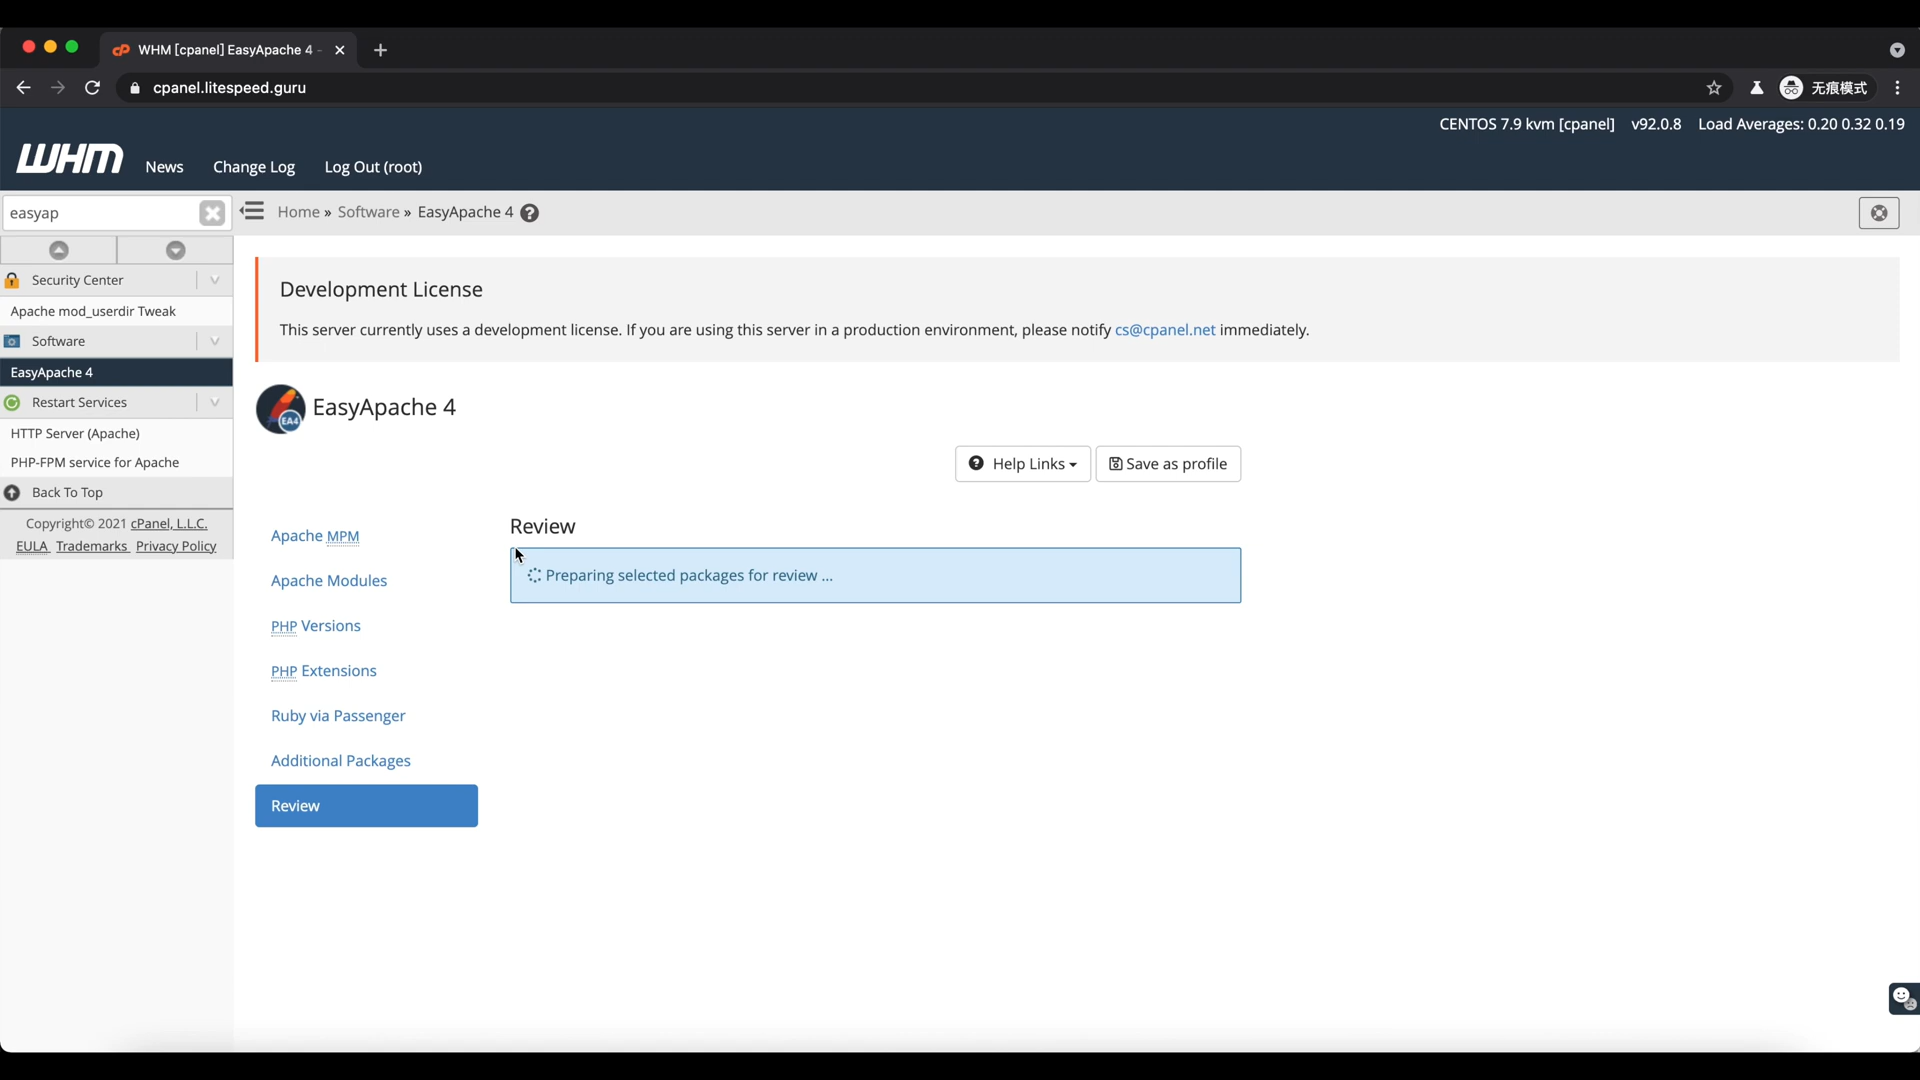 WHM [cpanel] EasyApache 4 -
cpanel.litespeed.guru
无痕模式
CENTOS 7.9 kvm [cpanel] v92.0.8 Load Averages: 0.20 0.32 0.19
WHM
News
Change Log
Log Out (root)
easyap
Home » Software » EasyApache 4
Security Center
Apache mod_userdir Tweak
Software
EasyApache 4
Restart Services
HTTP Server (Apache)
PHP-FPM service for Apache
Back To Top
Copyright© 2021 cPanel, L.L.C.
EULA Trademarks Privacy Policy
Development License
This server currently uses a development license. If you are using this server in a production environment, please notify cs@cpanel.net immediately.
EA4
EasyApache 4
Help Links
Save as profile
Apache MPM
Apache Modules
PHP Versions
PHP Extensions
Ruby via Passenger
Additional Packages
Review
Review
Preparing selected packages for review ...